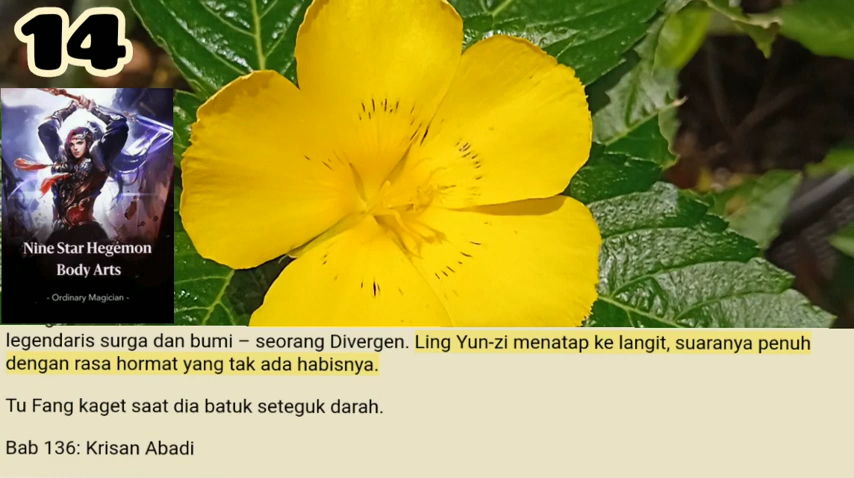 14
Nine Star Hegemon
Body Arts
- Ordinary Magician -
legendaris surga dan bumi – seorang Divergen. Ling Yun-zi menatap ke langit, suaranya penuh
dengan rasa hormat yang tak ada habisnya.
Tu Fang kaget saat dia batuk seteguk darah.
Bab 136: Krisan Abadi